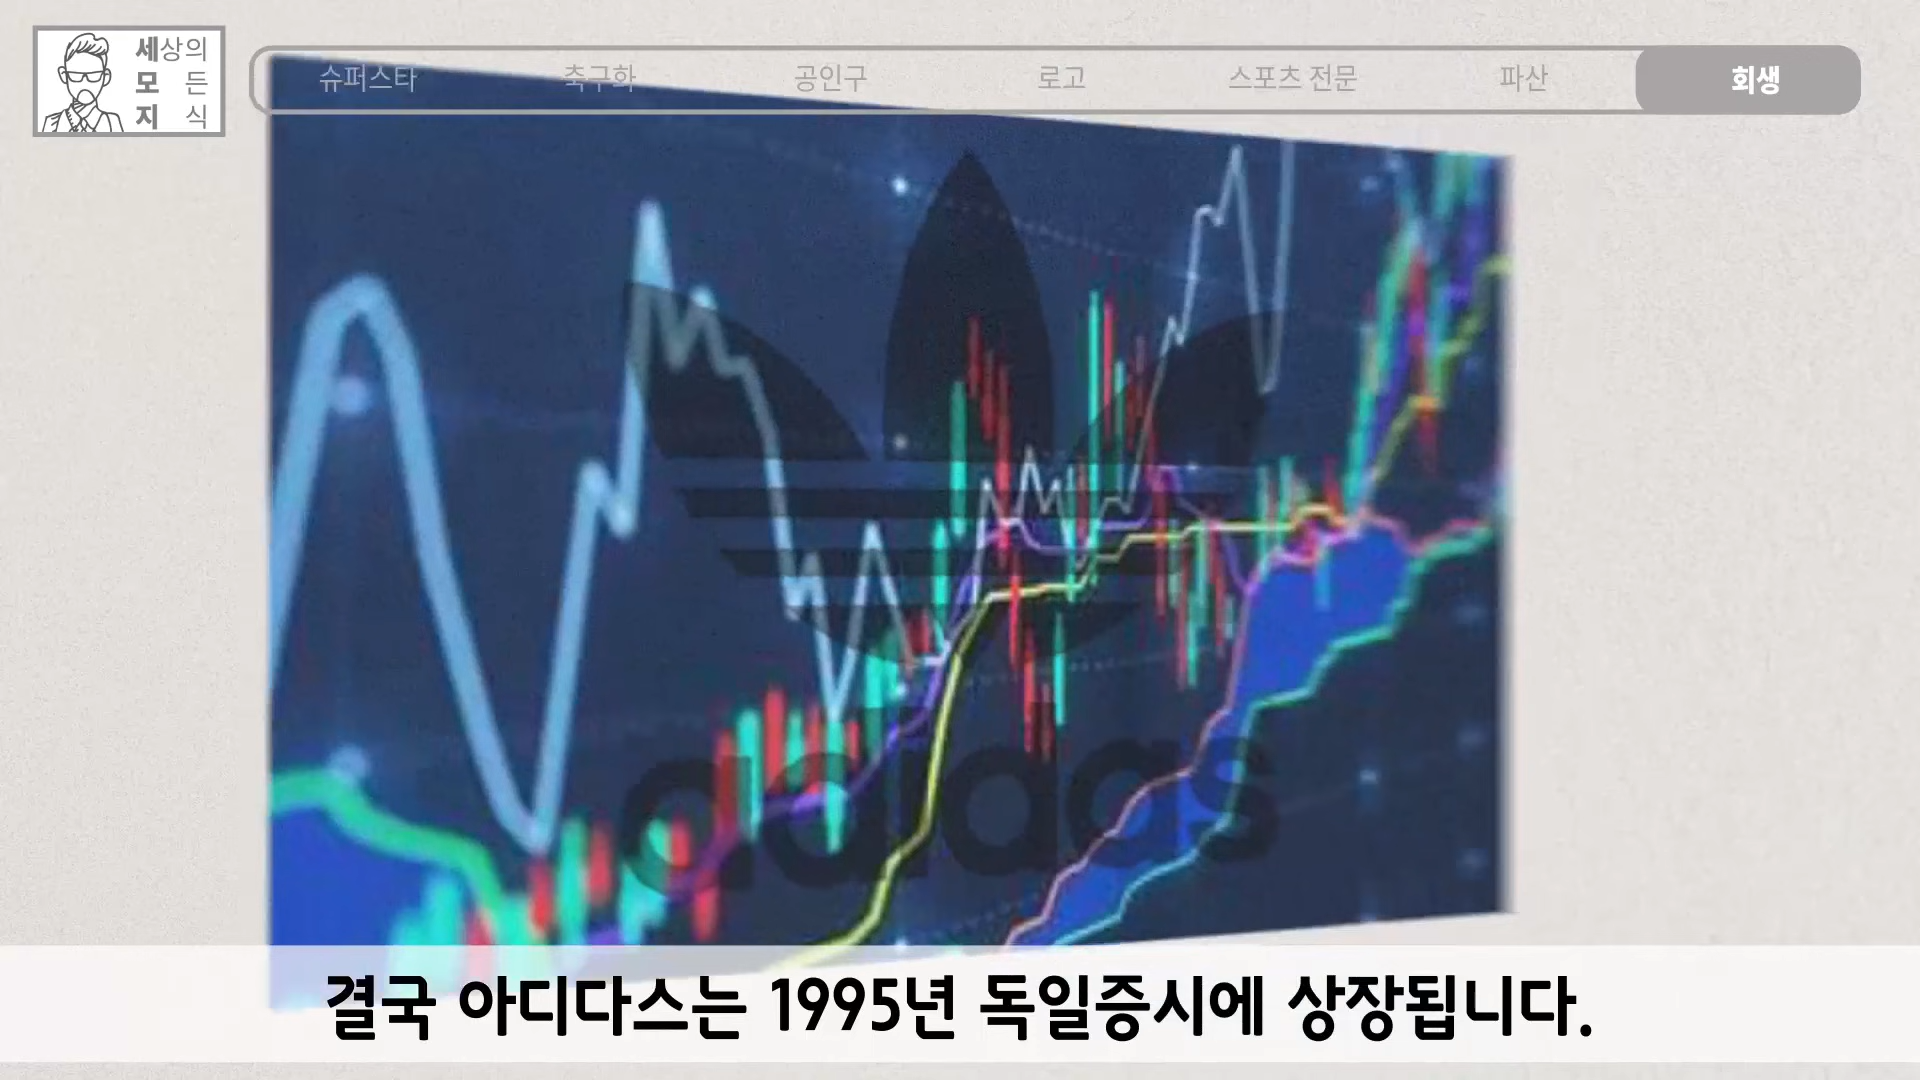 세상의
모 든
지 식
슈퍼스타 축구화 공인구 로고 스포츠 전문 파산 회생
adidas
결국 아디다스는 1995년 독일증시에 상장됩니다.